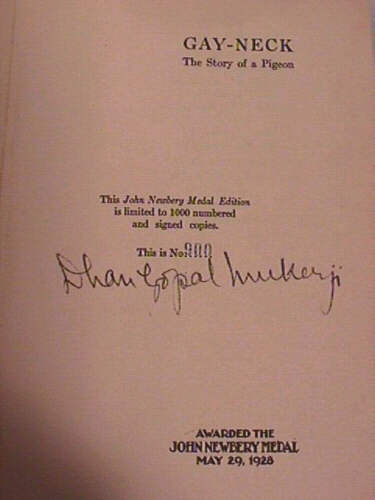 GAY-NECK
The Story of a Pigeon
This John Newbery Medal Edition
is limited to 1000 numbered
and signed copies.
This is No.
Dhan Gopal Mukerji
AWARDED THE
JOHN NEWBERY MEDAL
MAY 29, 1928